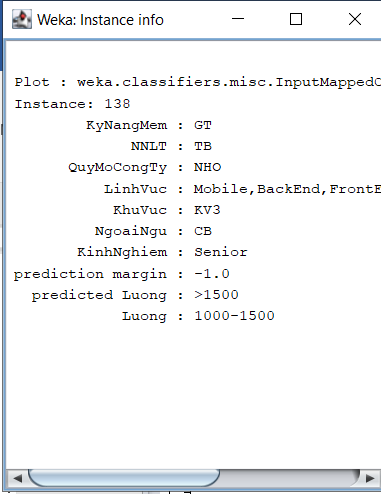 Weka: Instance info
Plot : weka.classifiers.misc.InputMappedC
Instance: 138
KyNangMem : GT
NNLT : TB
QuyMoCongTy : NHO
LinhVuc : Mobile,BackEnd,FrontE
KhuVuc : KV3
NgoaiNgu : CB
KinhNghiem : Senior
prediction margin : -1.0
predicted Luong : >1500
Luong : 1000-1500